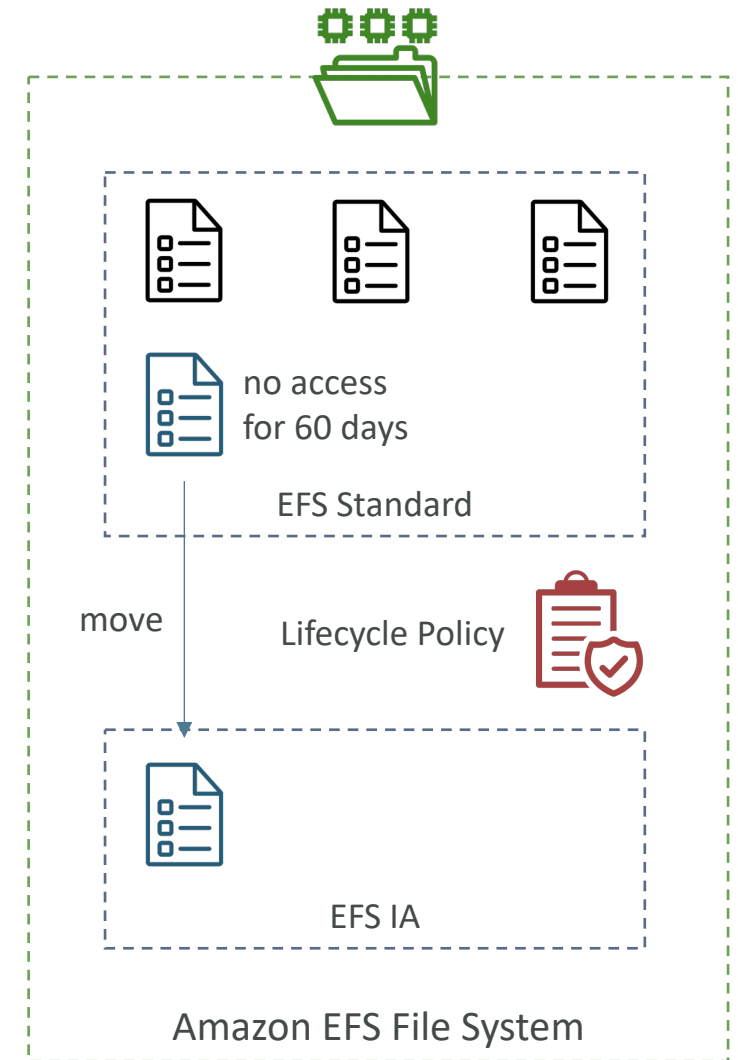 no access
for 60 days
EFS Standard
move
Lifecycle Policy
EFS IA
Amazon EFS File System